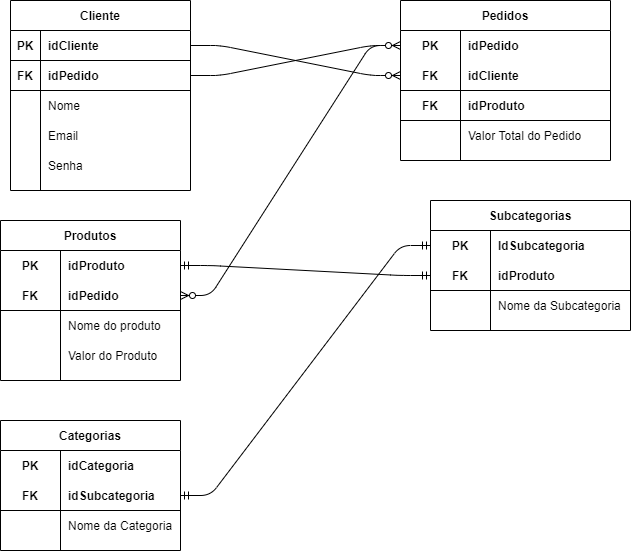 Cliente
PK idCliente
FK idPedido
Nome
Email
Senha
Pedidos
PK idPedido
FK idCliente
FK idProduto
Valor Total do Pedido
Produtos
PK idProduto
FK idPedido
Nome do produto
Valor do Produto
Subcategorias
PK IdSubcategoria
FK idProduto
Nome da Subcategoria
Categorias
PK idCategoria
FK idSubcategoria
Nome da Categoria